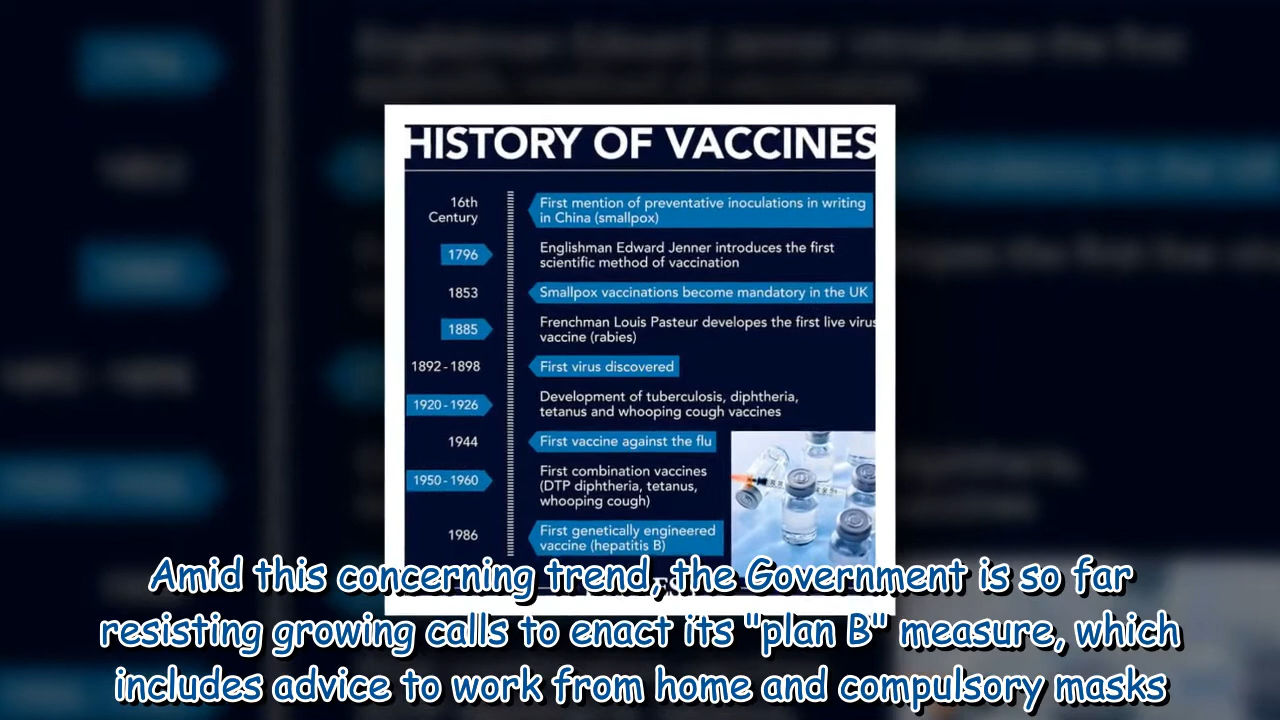 HISTORY OF VACCINES
16th
Century
First mention of preventative inoculations in writing
in China (smallpox)
1796
Englishman Edward Jenner introduces the first
scientific method of vaccination
1853
Smallpox vaccinations become mandatory in the UK
1885
Frenchman Louis Pasteur developes the first live virus
vaccine (rabies)
1892 - 1898
First virus discovered
1920 - 1926
Development of tuberculosis, diphtheria,
tetanus and whooping cough vaccines
1944
First vaccine against the flu
1950 - 1960
First combination vaccines
(DTP diphtheria, tetanus,
whooping cough)
1986
First genetically engineered
vaccine (hepatitis B)
Amid this concerning trend, the Government is so far
resisting growing calls to enact its "plan B" measure, which
includes advice to work from home and compulsory masks